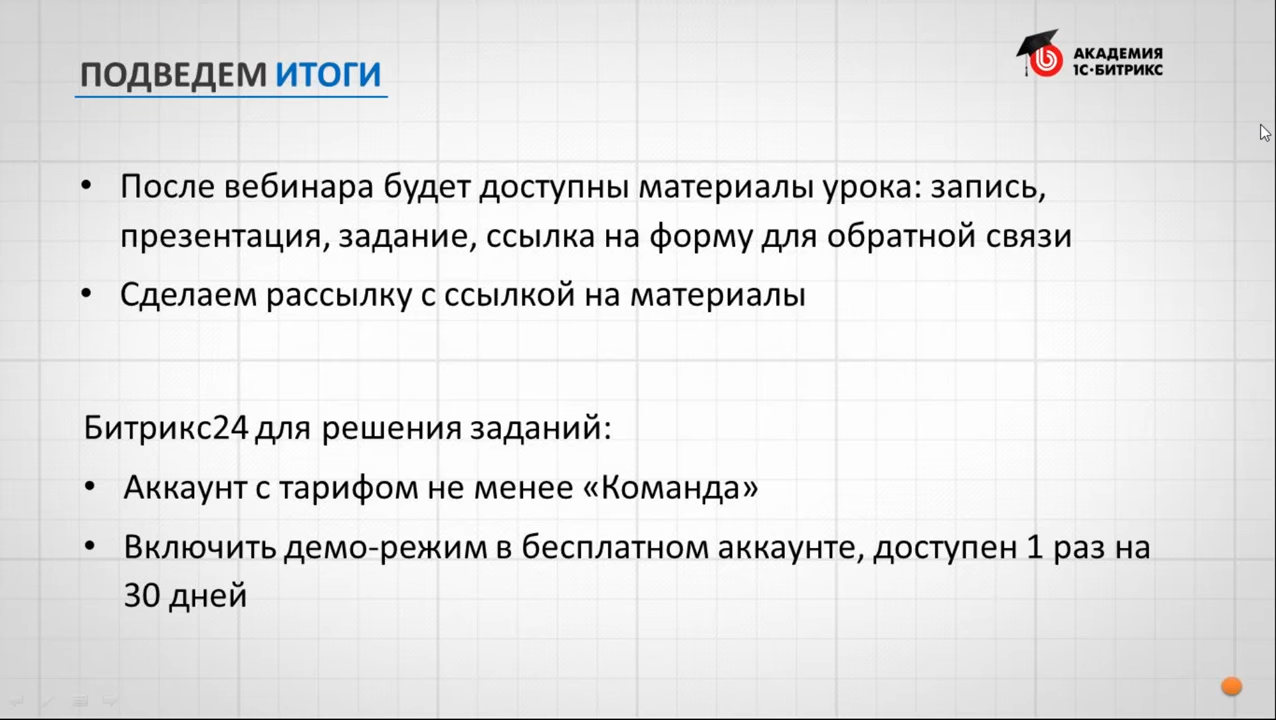 ПОДВЕДЕМ ИТОГИ
АКАДЕМИЯ
1С-БИТРИКС
• После вебинара будет доступны материалы урока: запись,
презентация, задание, ссылка на форму для обратной связи
• Сделаем рассылку с ссылкой на материалы
Битрикс24 для решения заданий:
• Аккаунт с тарифом не менее «Команда»
• Включить демо-режим в бесплатном аккаунте, доступен 1 раз на
30 дней